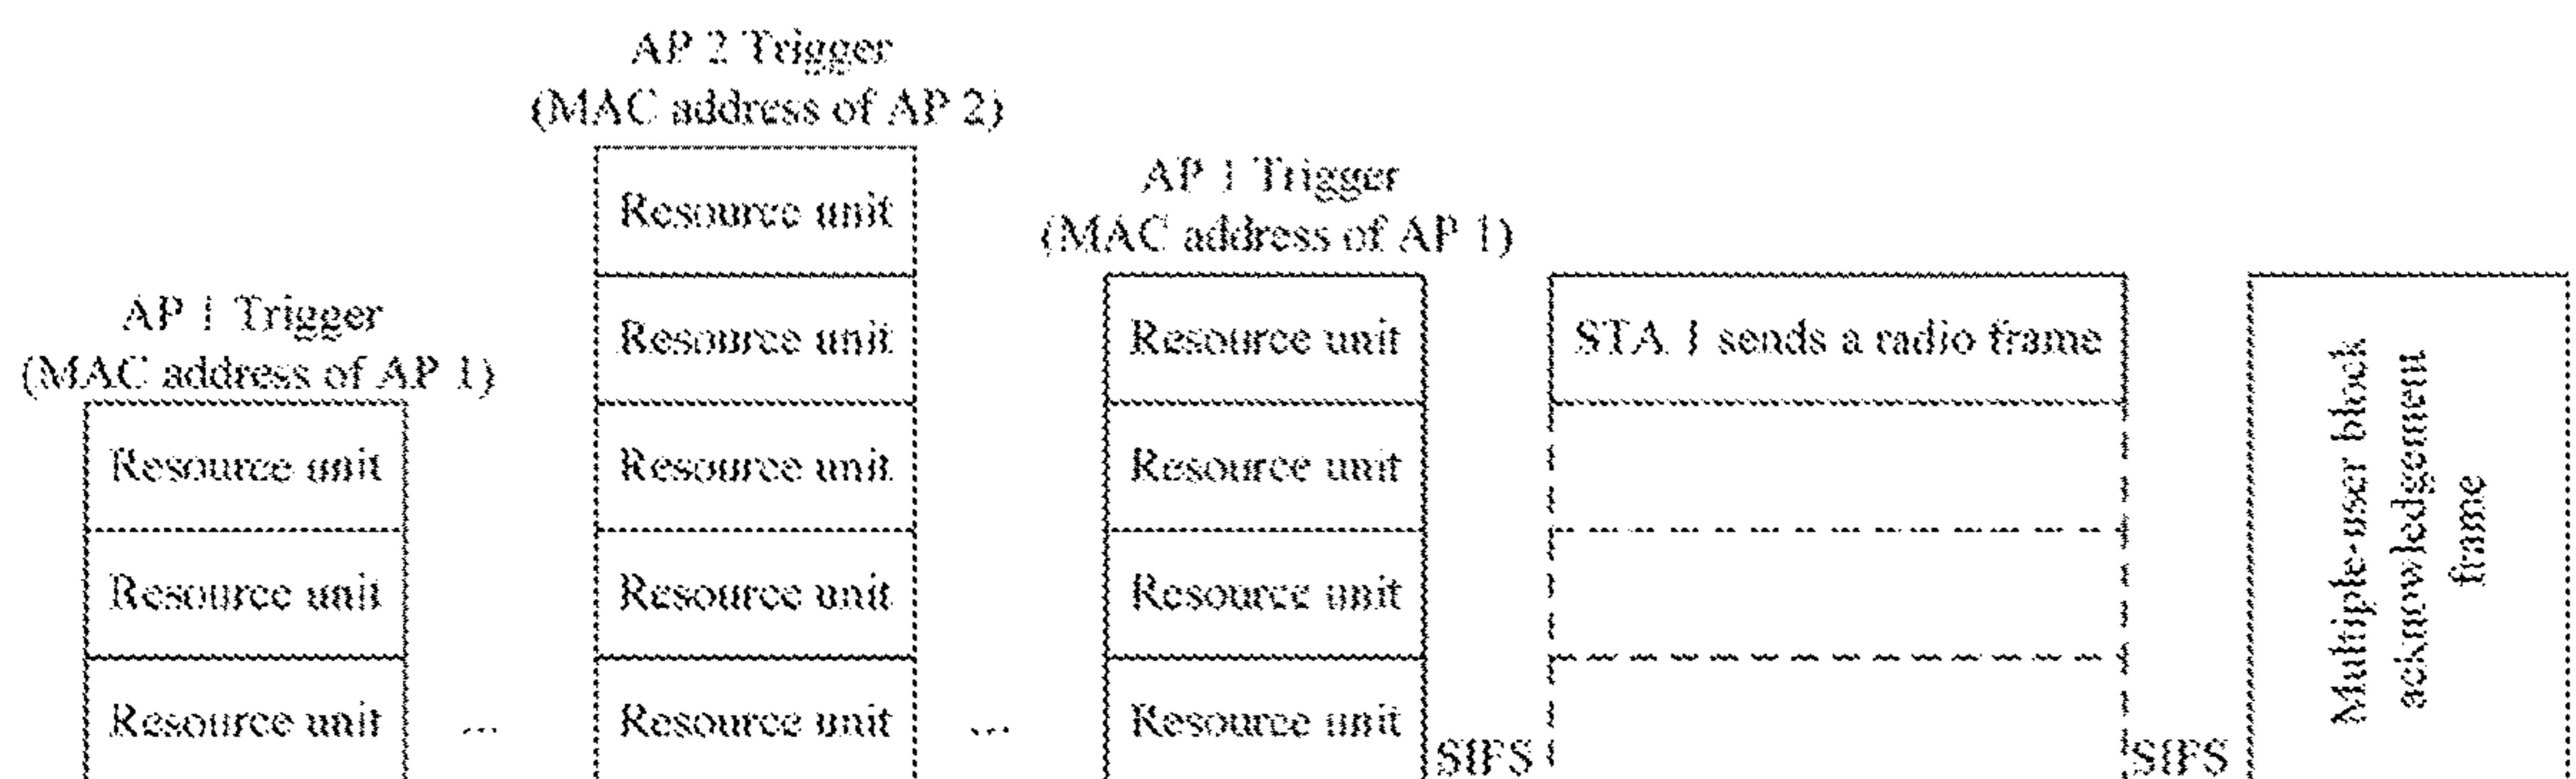 AP 2 Trigger
(MAC address of AP 2)
AP 1 Trigger
(MAC address of AP 1)
AP 1 Trigger
(MAC address of AP 1)
Resource unit
Resource unit
Resource unit
Resource unit
Resource unit
Resource unit
Resource unit
Resource unit
Resource unit
Resource unit
Resource unit
Resource unit
...
...
SIFS
STA 1 sends a radio frame
SIFS
Multiple-user block
acknowledgement
frame